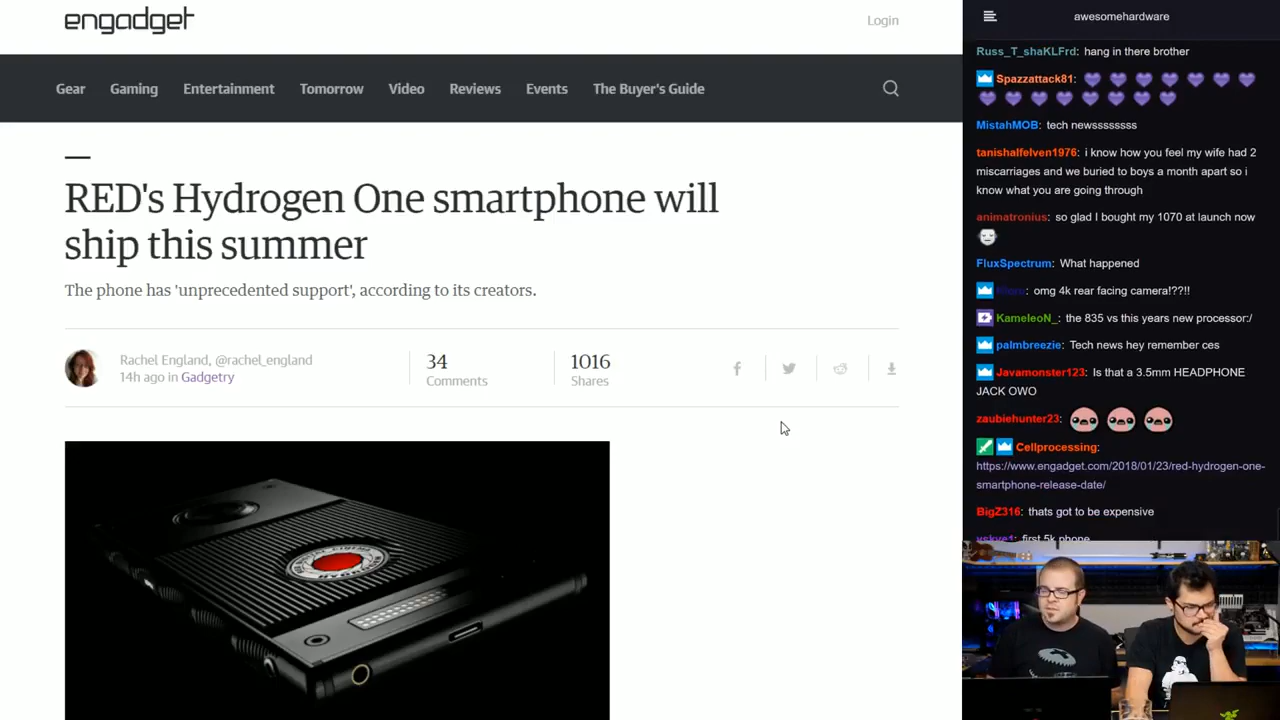 engadget
Login
Gear Gaming Entertainment Tomorrow Video Reviews Events The Buyer's Guide
RED's Hydrogen One smartphone will
ship this summer
The phone has 'unprecedented support', according to its creators.
Rachel England, @rachel_england
14h ago in Gadgetry
34
Comments
1016
Shares
awesomehardware
Russ_T_shaKLFrd: hang in there brother
Spazzattack81:
MistahMOB: tech newssssssss
tanishalfelven1976: i know how you feel my wife had 2
miscarriages and we buried to boys a month apart so i
know what you are going through
animatronius: so glad I bought my 1070 at launch now
FluxSpectrum: What happened
omg 4k rear facing camera!??!!
KameleoN_: the 835 vs this years new processor:/
palmbreezie: Tech news hey remember ces
Javamonster123: Is that a 3.5mm HEADPHONE
JACK OWO
zaubiehunter23:
Cellprocessing:
https://www.engadget.com/2018/01/23/red-hydrogen-one-
smartphone-release-date/
BigZ316: thats got to be expensive
first 5k phone